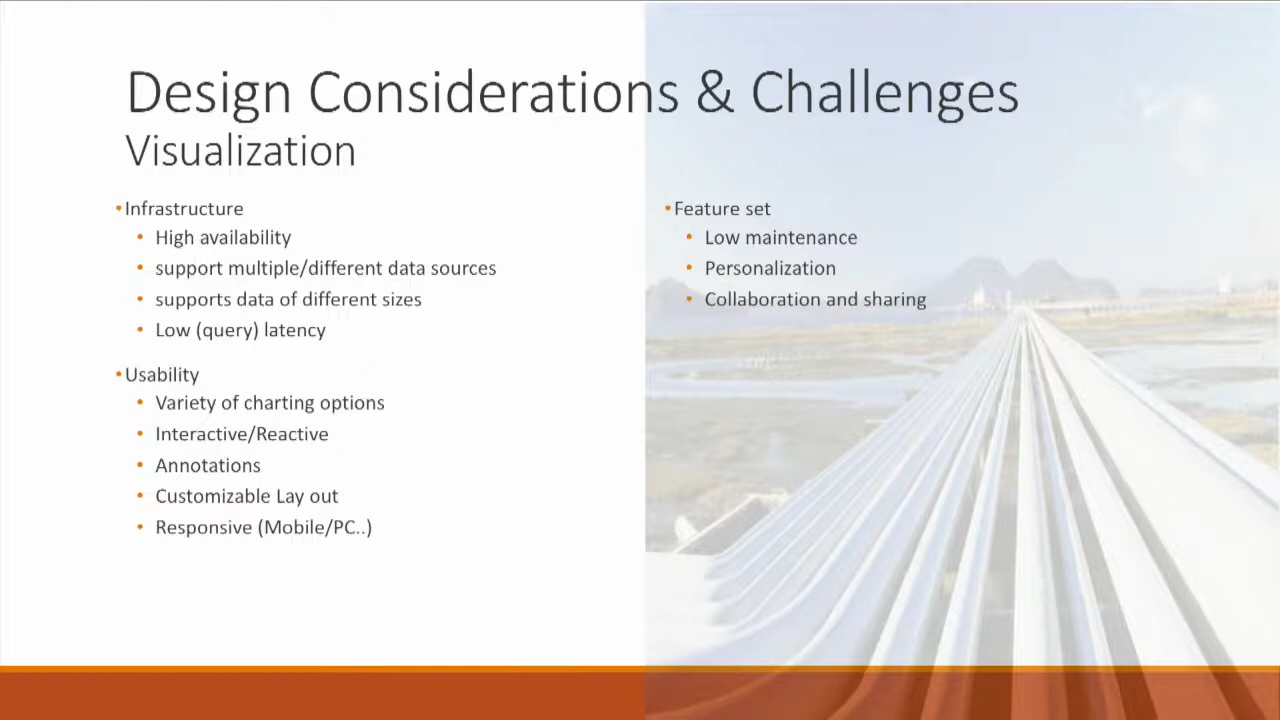 Design Considerations & Challenges
Visualization
•Infrastructure
• High availability
• support multiple/different data sources
• supports data of different sizes
• Low (query) latency
•Usability
• Variety of charting options
• Interactive/Reactive
• Annotations
• Customizable Lay out
• Responsive (Mobile/PC..)
•Feature set
• Low maintenance
• Personalization
• Collaboration and sharing